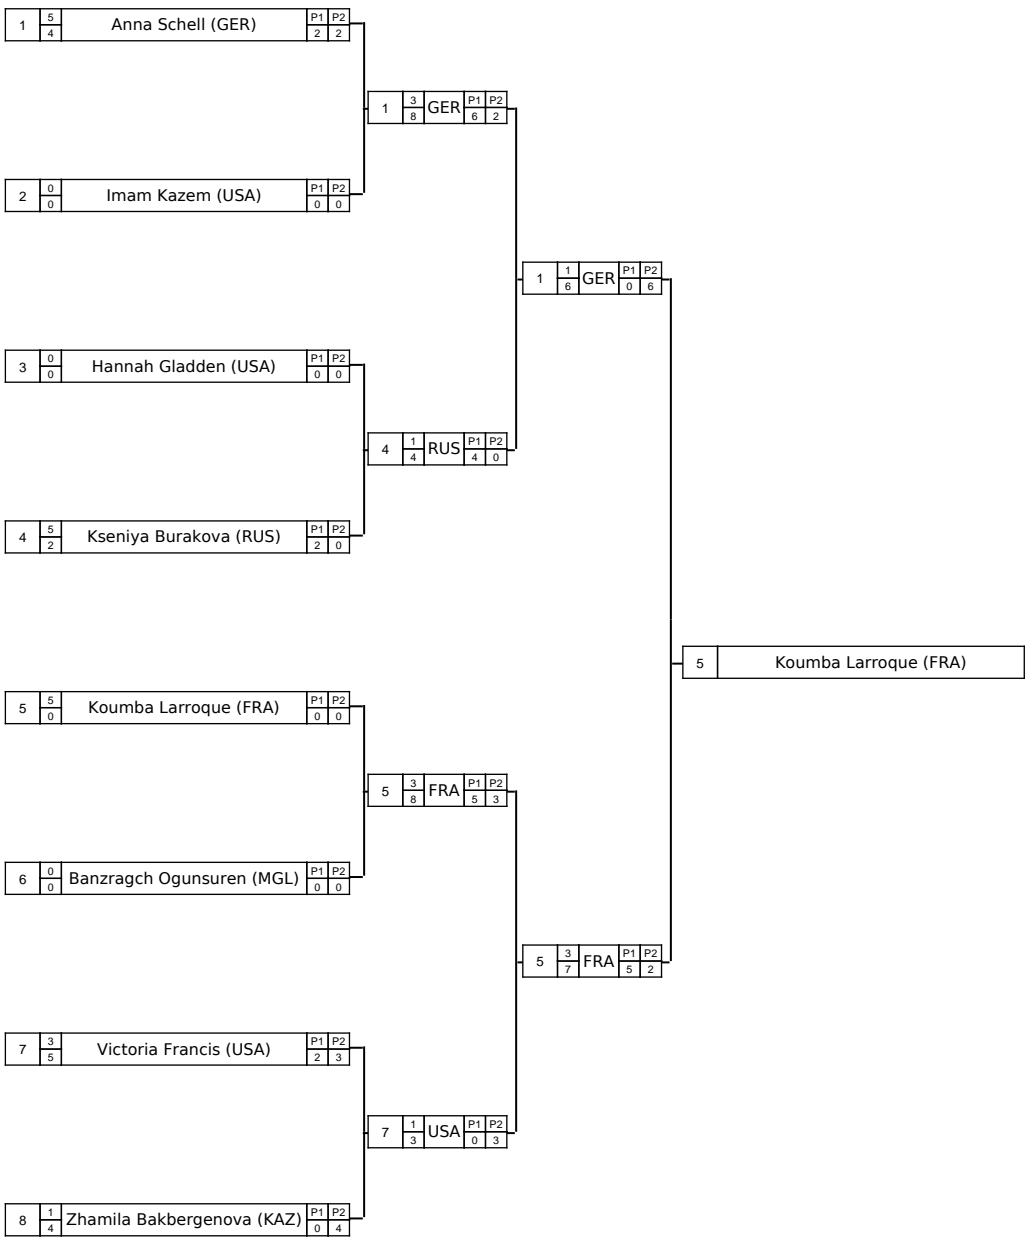 1 5 4 Anna Schell (GER) P1 P2 2 2
1 3 8 GER P1 P2 6 2
2 0 0 Imam Kazem (USA) P1 P2 0 0
1 1 6 GER P1 P2 0 6
3 0 0 Hannah Gladden (USA) P1 P2 0 0
4 1 4 RUS P1 P2 4 0
4 5 2 Kseniya Burakova (RUS) P1 P2 2 0
5 Koumba Larroque (FRA)
5 5 0 Koumba Larroque (FRA) P1 P2 0 0
5 3 8 FRA P1 P2 5 3
6 0 0 Banzragch Ogunsuren (MGL) P1 P2 0 0
5 3 7 FRA P1 P2 5 2
7 3 5 Victoria Francis (USA) P1 P2 2 3
7 1 3 USA P1 P2 0 3
8 1 4 Zhamila Bakbergenova (KAZ) P1 P2 0 4